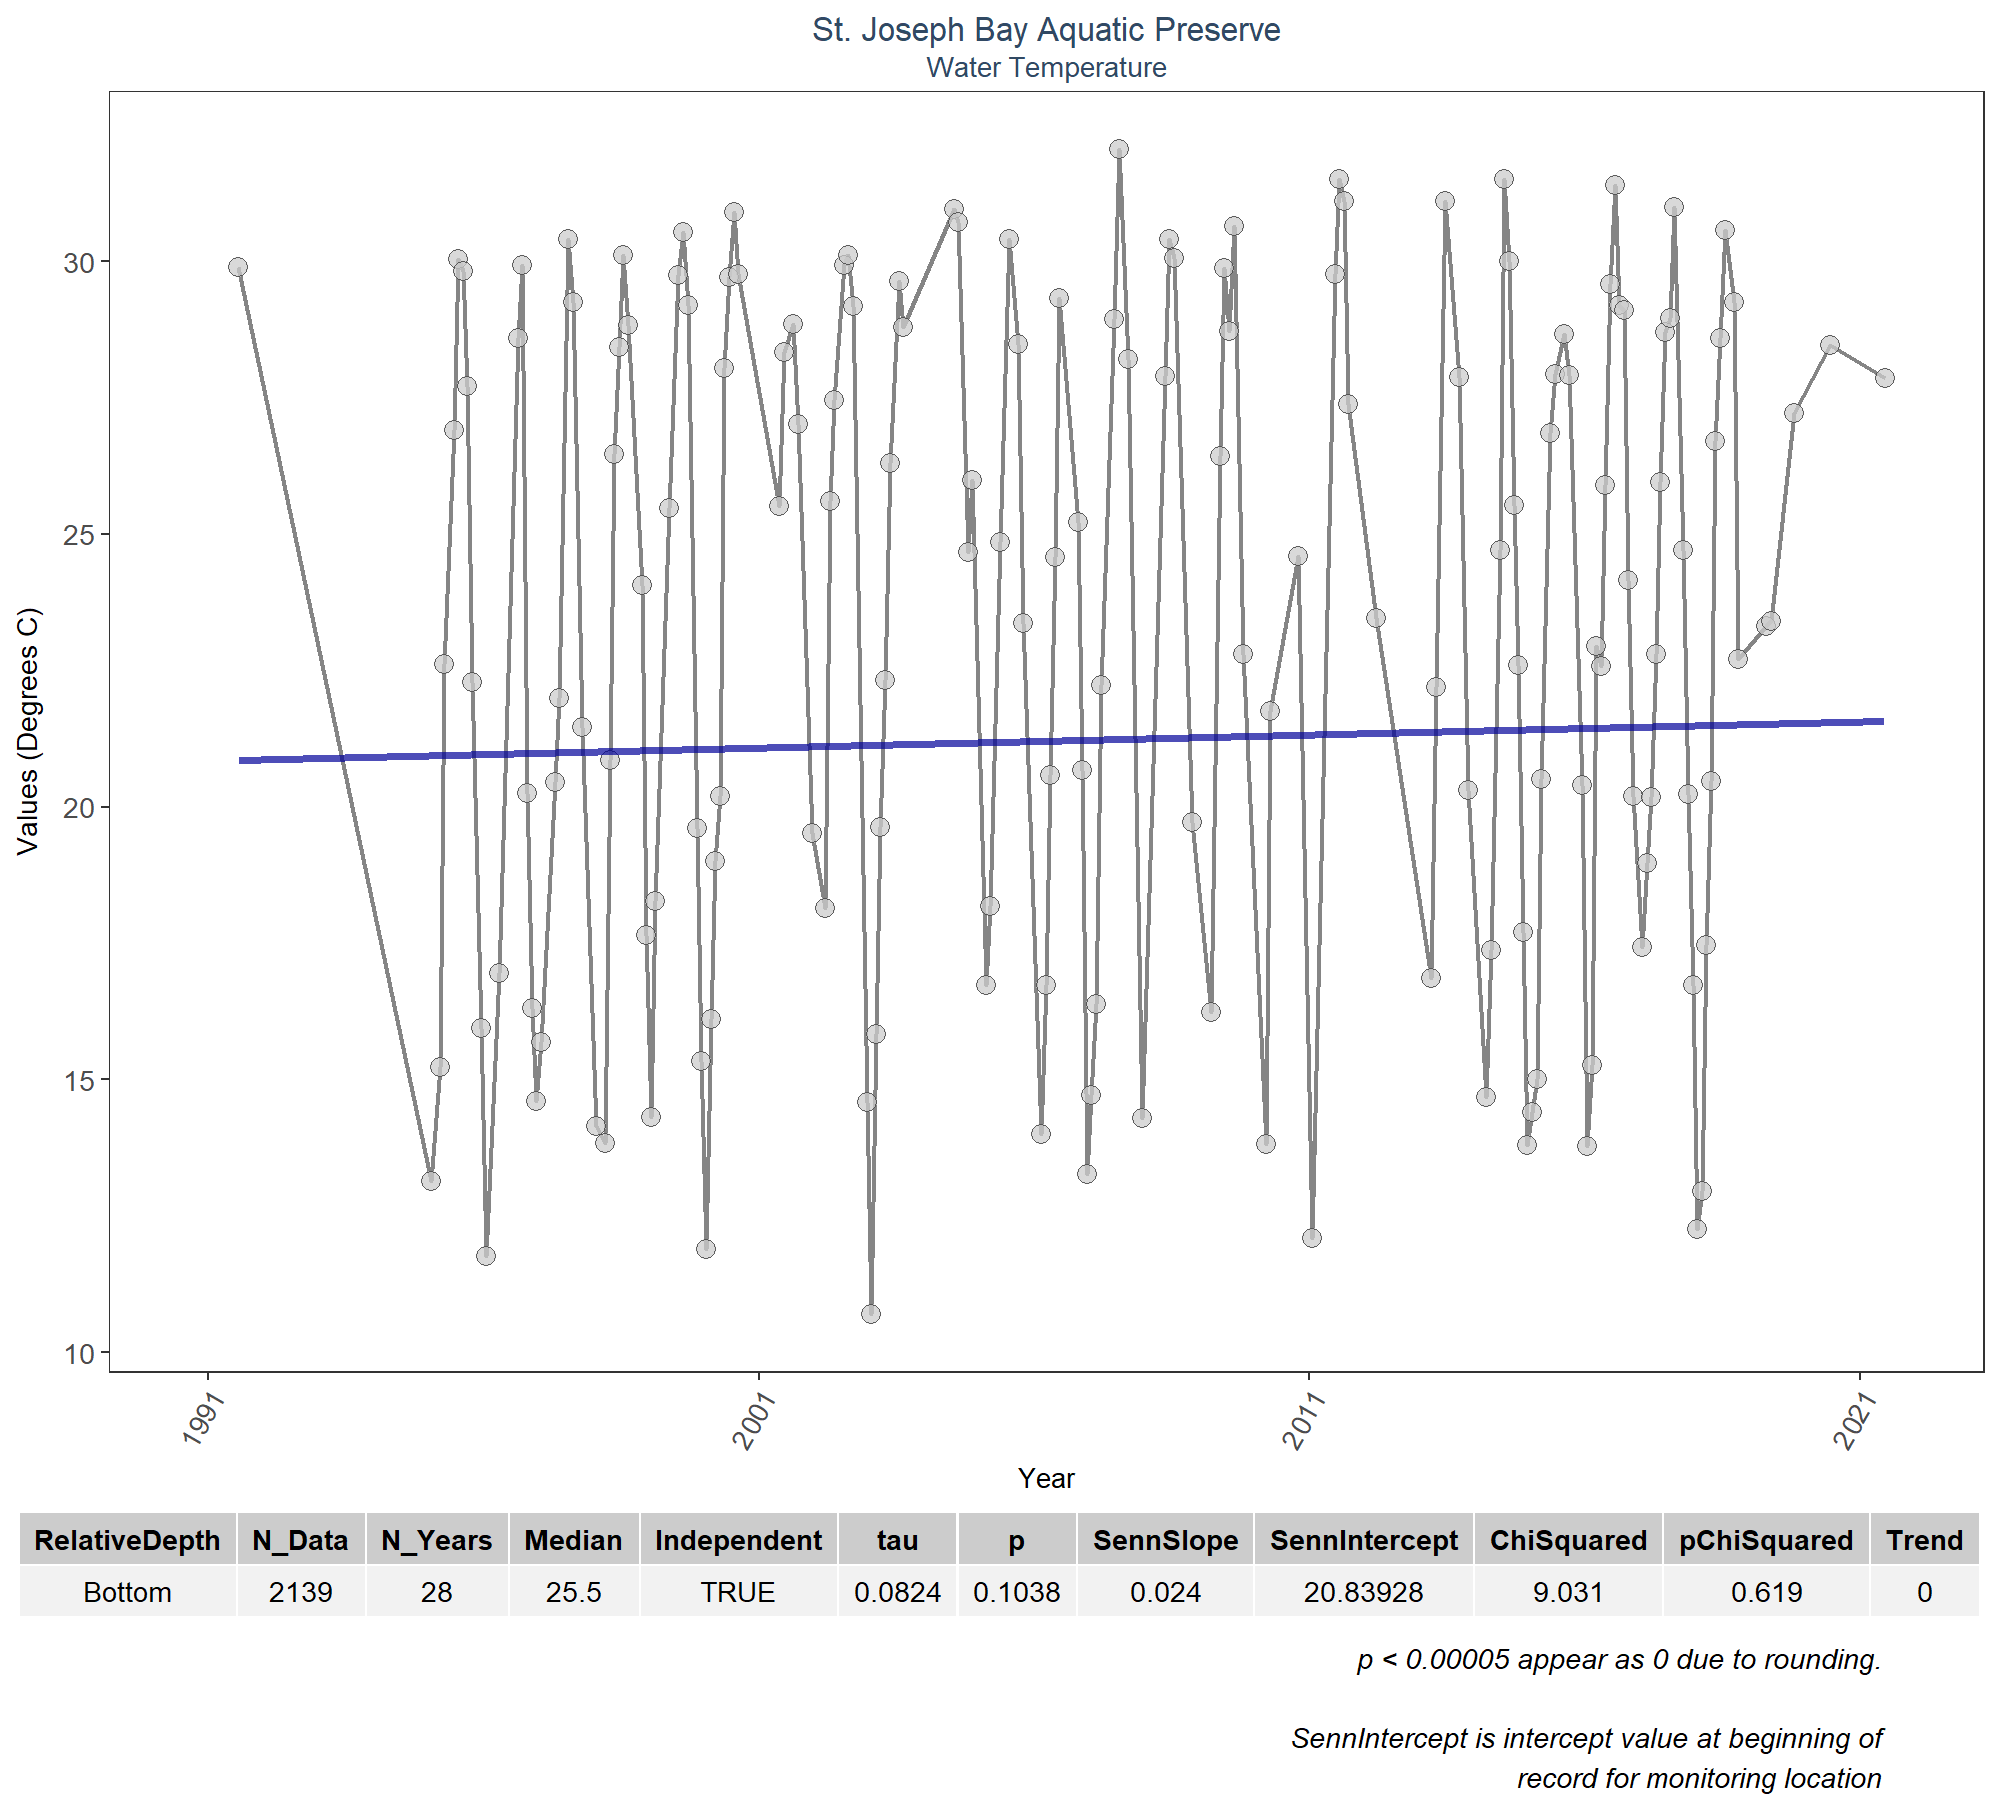 St. Joseph Bay Aquatic Preserve
Water Temperature
Values (Degrees C)
30
25
20
15
10
1991 2001 2011 2021
Year
RelativeDepth N_Data N_Years Median Independent tau p SennSlope SennIntercept ChiSquared pChiSquared Trend
Bottom 2139 28 25.5 TRUE 0.0824 0.1038 0.024 20.83928 9.031 0.619 0
p < 0.00005 appear as 0 due to rounding.
SennIntercept is intercept value at beginning of
record for monitoring location